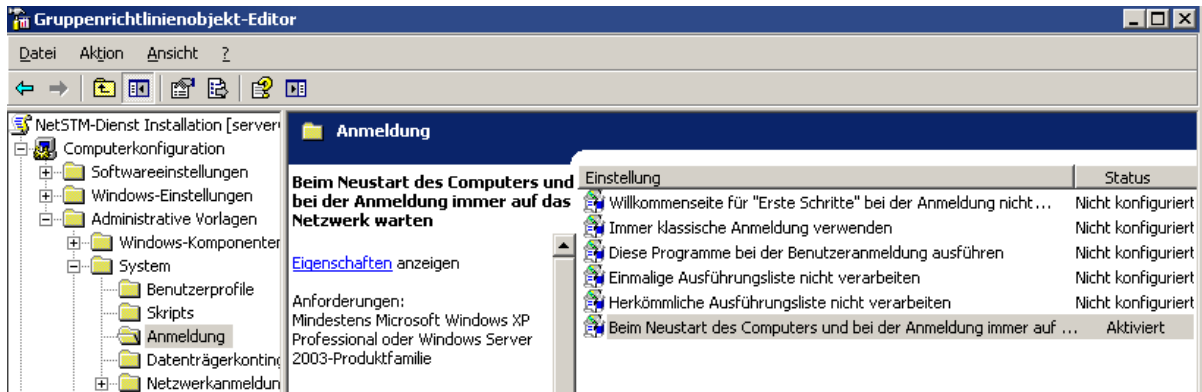 Gruppenrichtlinienobjekt-Editor
Datei Aktion Ansicht ?
NetSTM-Dienst Installation [server
Computerkonfiguration
Softwareeinstellungen
Windows-Einstellungen
Administrative Vorlagen
Windows-Komponenten
System
Benutzerprofile
Skripts
Anmeldung
Datenträgerkonting
Netzwerkanmeldun
Anmeldung
Beim Neustart des Computers und
bei der Anmeldung immer auf das
Netzwerk warten
Eigenschaften anzeigen
Anforderungen:
Mindestens Microsoft Windows XP
Professional oder Windows Server
2003-Produktfamilie
Einstellung Status
Willkommenseite für "Erste Schritte" bei der Anmeldung nicht... Nicht konfiguriert
Immer klassische Anmeldung verwenden Nicht konfiguriert
Diese Programme bei der Benutzeranmeldung ausführen Nicht konfiguriert
Einmalige Ausführungsliste nicht verarbeiten Nicht konfiguriert
Herkömmliche Ausführungsliste nicht verarbeiten Nicht konfiguriert
Beim Neustart des Computers und bei der Anmeldung immer auf ... Aktiviert